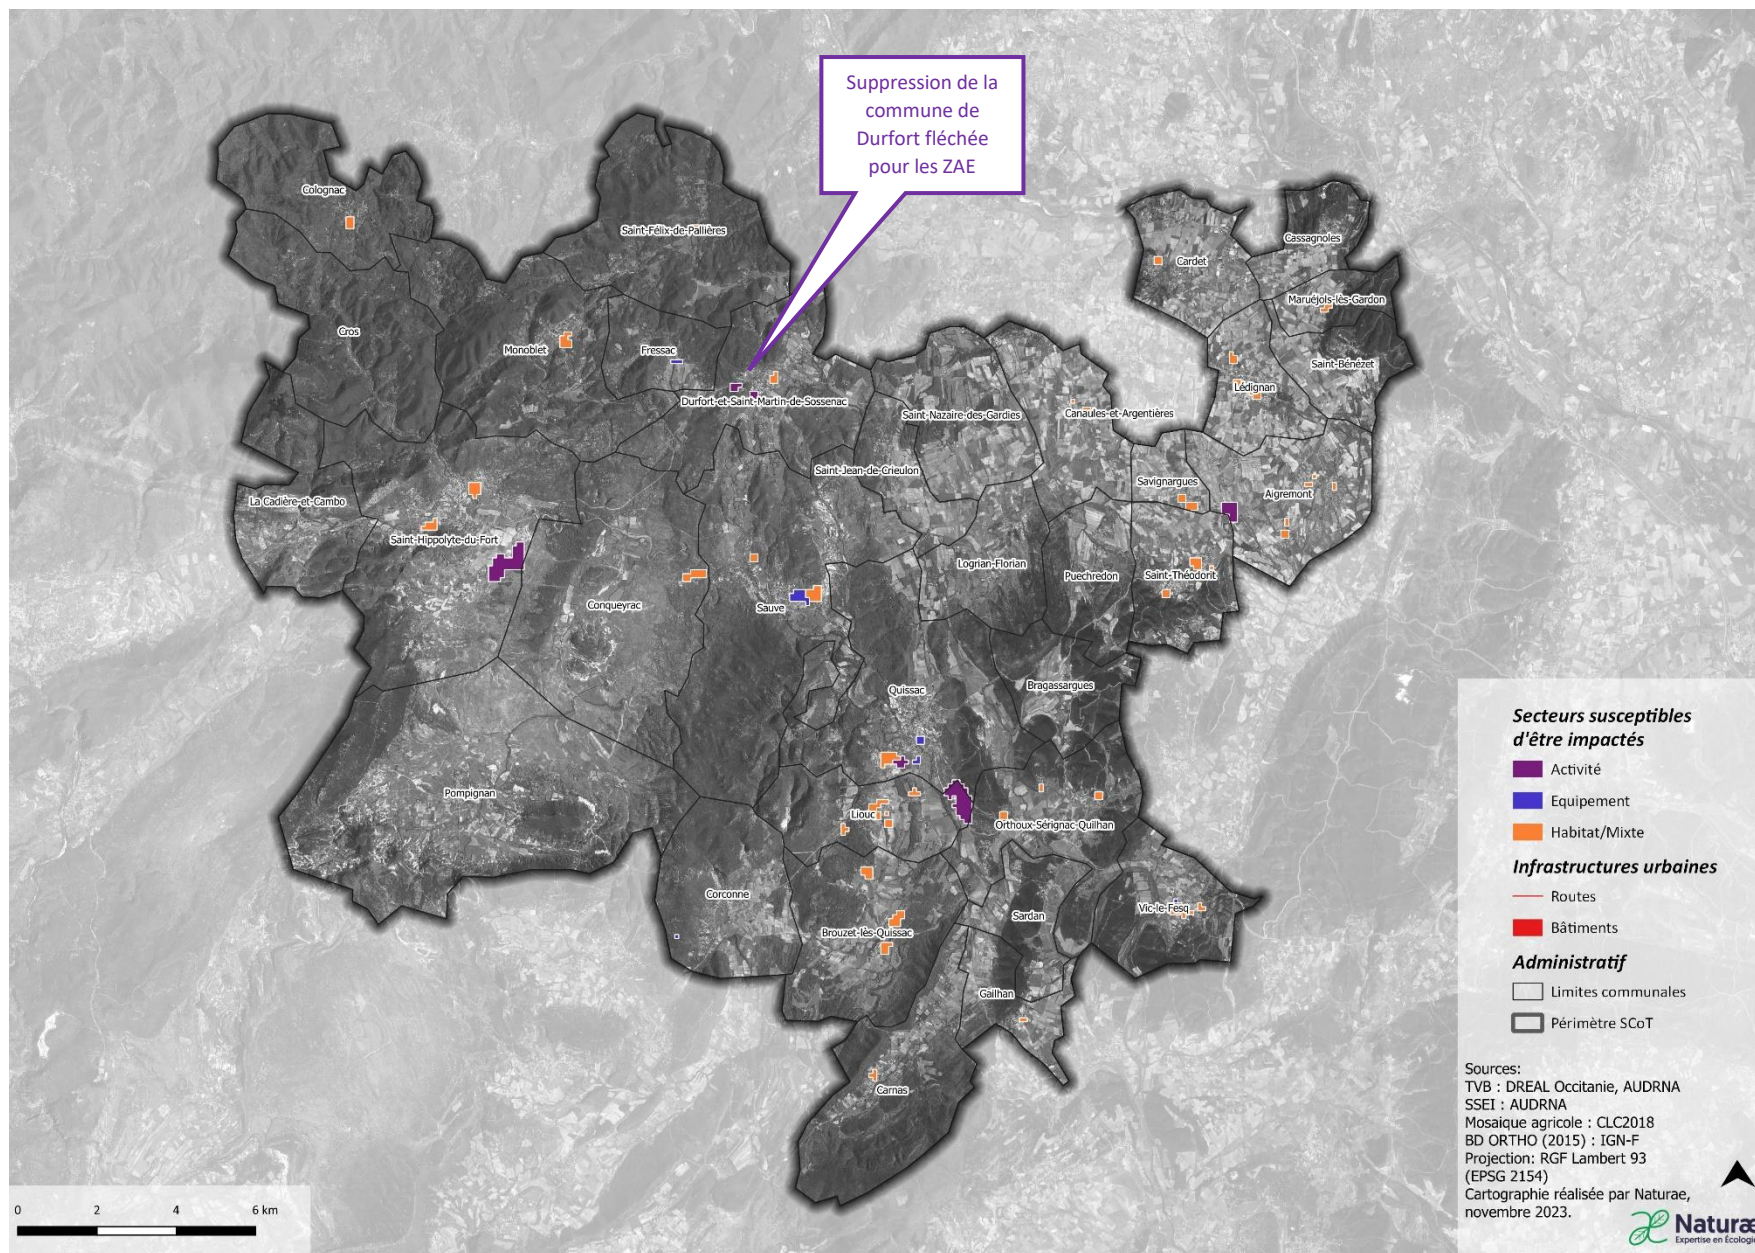 Suppression de la
commune de
Durfort fléchée
pour les ZAE
Colognac
Saint-Félix-de-Pallières
Cassagnoles
Cardet
Maruéjols-lès-Gardon
Cros
Monoblet
Fressac
Saint-Bénézet
Lédignan
Durfort-et-Saint-Martin-de-Sossenac
Saint-Nazaire-des-Gardies
Canaules-et-Argentières
Saint-Jean-de-Crieulon
Savignargues
Aigremont
La Cadière-et-Cambo
Saint-Hippolyte-du-Fort
Logrian-Florian
Puechredon
Saint-Théodorit
Conqueyrac
Sauve
Bragassargues
Quissac
Pompignan
Liouc
Orthoux-Sérignac-Quilhan
Corconne
Vic-le-Fesq
Sardan
Brouzet-lès-Quissac
Gailhan
Carnas
Secteurs susceptibles
d'être impactés
Activité
Equipement
Habitat/Mixte
Infrastructures urbaines
Routes
Bâtiments
Administratif
Limites communales
Périmètre SCoT
Sources:
TVB : DREAL Occitanie, AUDRNA
SSEI : AUDRNA
Mosaique agricole : CLC2018
BD ORTHO (2015) : IGN-F
Projection: RGF Lambert 93
(EPSG 2154)
Cartographie réalisée par Naturae,
novembre 2023.
0 2 4 6 km
Naturæ
Expertise en Écologie